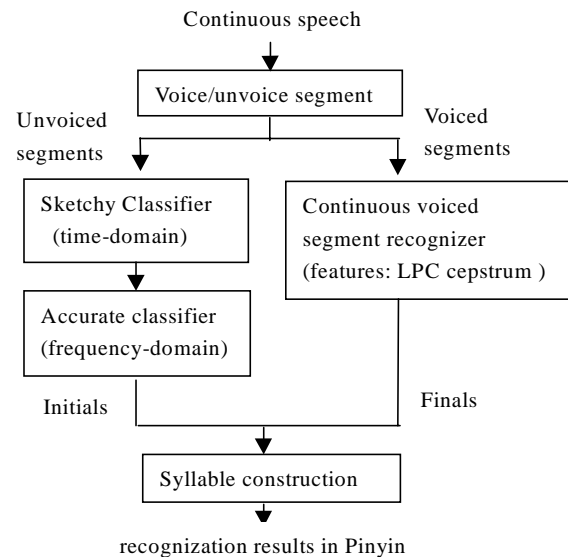 Continuous speech
Voice/unvoice segment
Unvoiced
segments
Voiced
segments
Sketchy Classifier
(time-domain)
Continuous voiced
segment recognizer
(features: LPC cepstrum )
Accurate classifier
(frequency-domain)
Initials
Finals
Syllable construction
recognization results in Pinyin